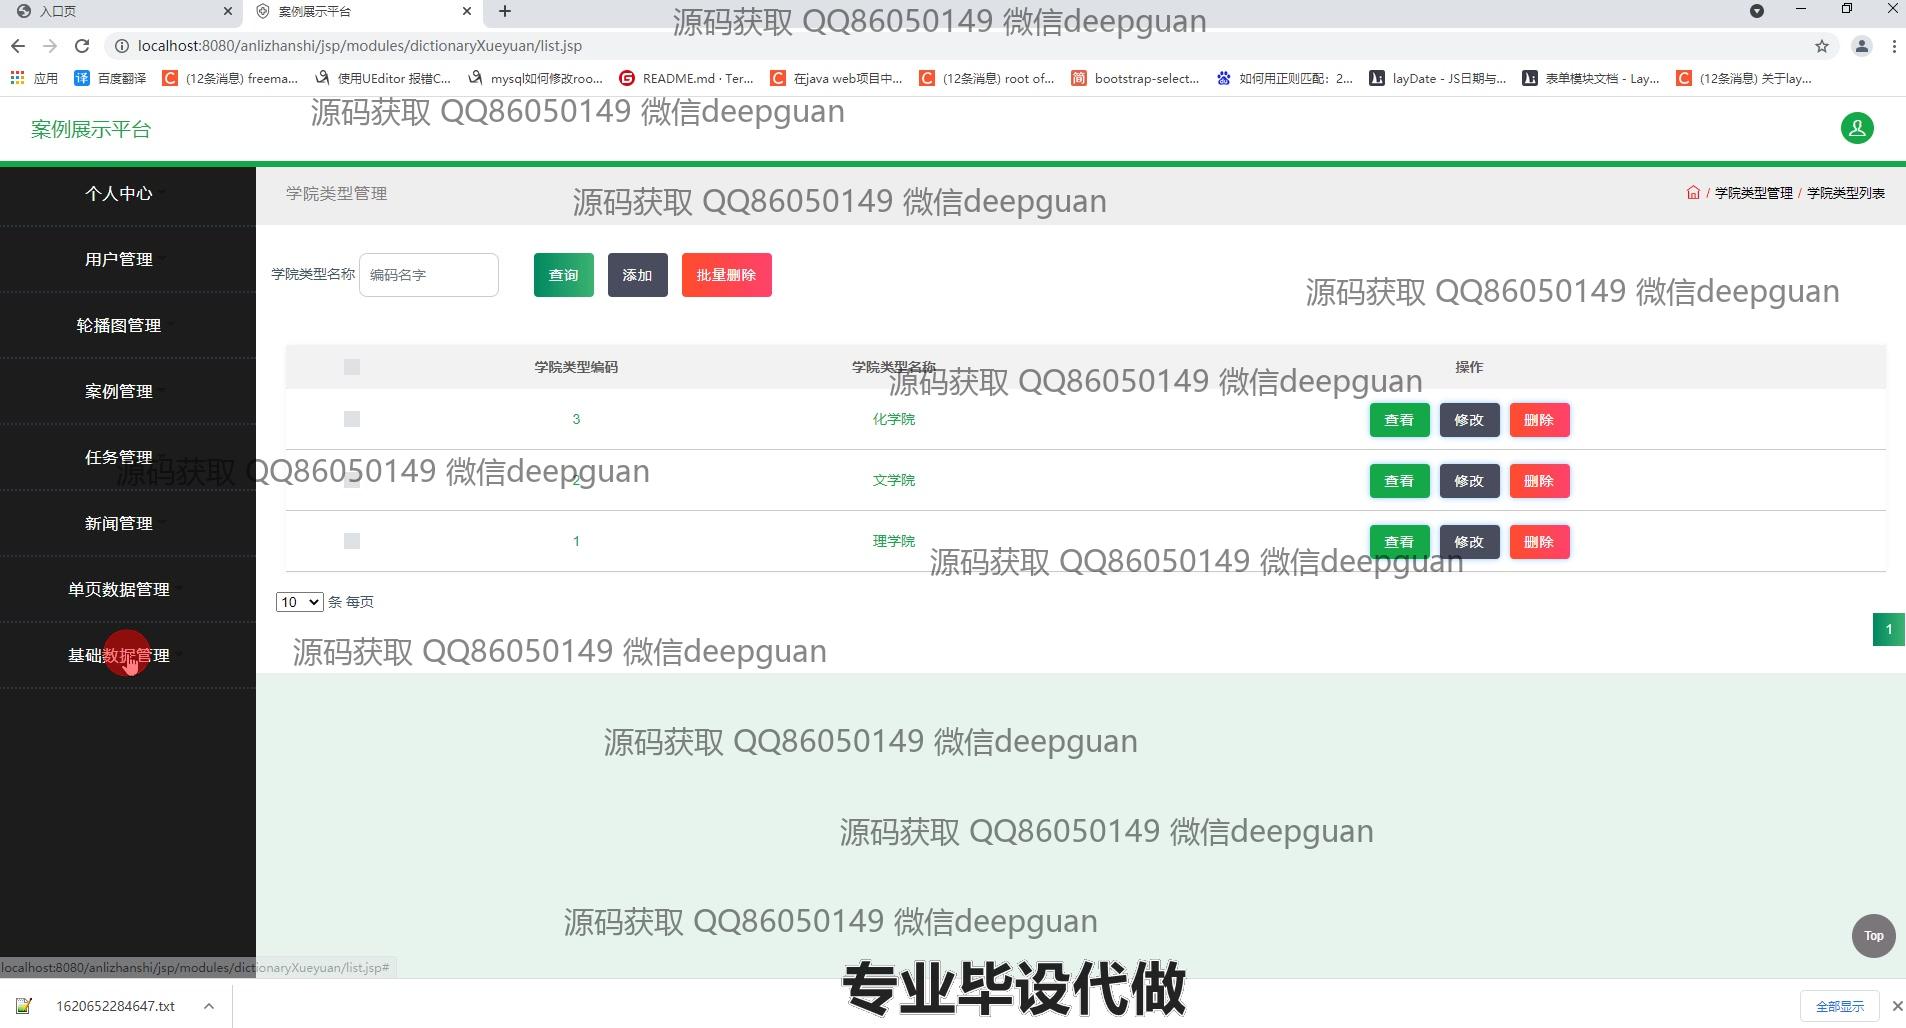 入口页
案例展示平台
源码获取 QQ86050149 微信deepguan
localhost:8080/anlizhanshi/jsp/modules/dictionaryXueyuan/list.jsp
应用
百度翻译
(12条消息) freema...
使用UEditor 报错C...
mysql如何修改roo...
README.md · Ter...
在java web项目中...
(12条消息) root of...
bootstrap-select...
如何用正则匹配：2...
layDate - JS日期与...
表单模块文档 - Lay...
(12条消息) 关于lay...
源码获取 QQ86050149 微信deepguan
案例展示平台
个人中心
学院类型管理
源码获取 QQ86050149 微信deepguan
/ 学院类型管理 / 学院类型列表
用户管理
学院类型名称
编码名字
查询
添加
批量删除
源码获取 QQ86050149 微信deepguan
轮播图管理
学院类型编码
学院类型名称
操作
源码获取 QQ86050149 微信deepguan
案例管理
3
化学院
查看
修改
删除
任务管理
源码获取 QQ86050149 微信deepguan
2
文学院
查看
修改
删除
新闻管理
1
理学院
查看
修改
删除
源码获取 QQ86050149 微信deepguan
单页数据管理
10
条 每页
1
基础数据管理
源码获取 QQ86050149 微信deepguan
源码获取 QQ86050149 微信deepguan
源码获取 QQ86050149 微信deepguan
源码获取 QQ86050149 微信deepguan
Top
localhost:8080/anlizhanshi/jsp/modules/dictionaryXueyuan/list.jsp#
专业毕设代做
1620652284647.txt
全部显示